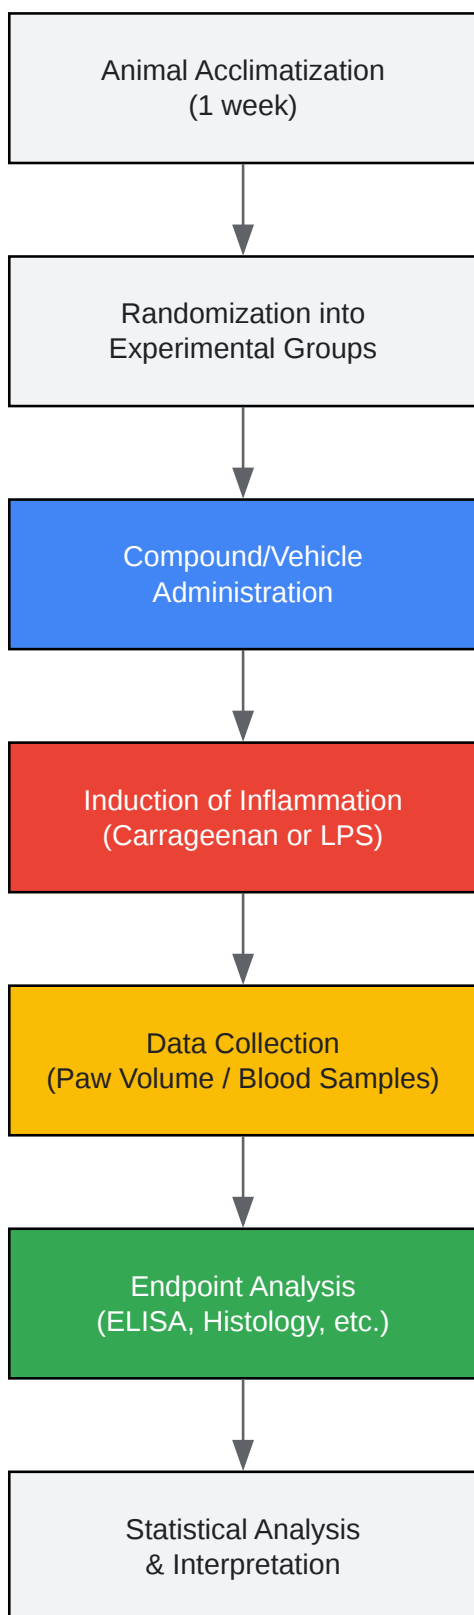 Animal Acclimatization
(1 week)
Randomization into
Experimental Groups
Compound/Vehicle
Administration
Induction of Inflammation
(Carrageenan or LPS)
Data Collection
(Paw Volume / Blood Samples)
Endpoint Analysis
(ELISA, Histology, etc.)
Statistical Analysis
& Interpretation